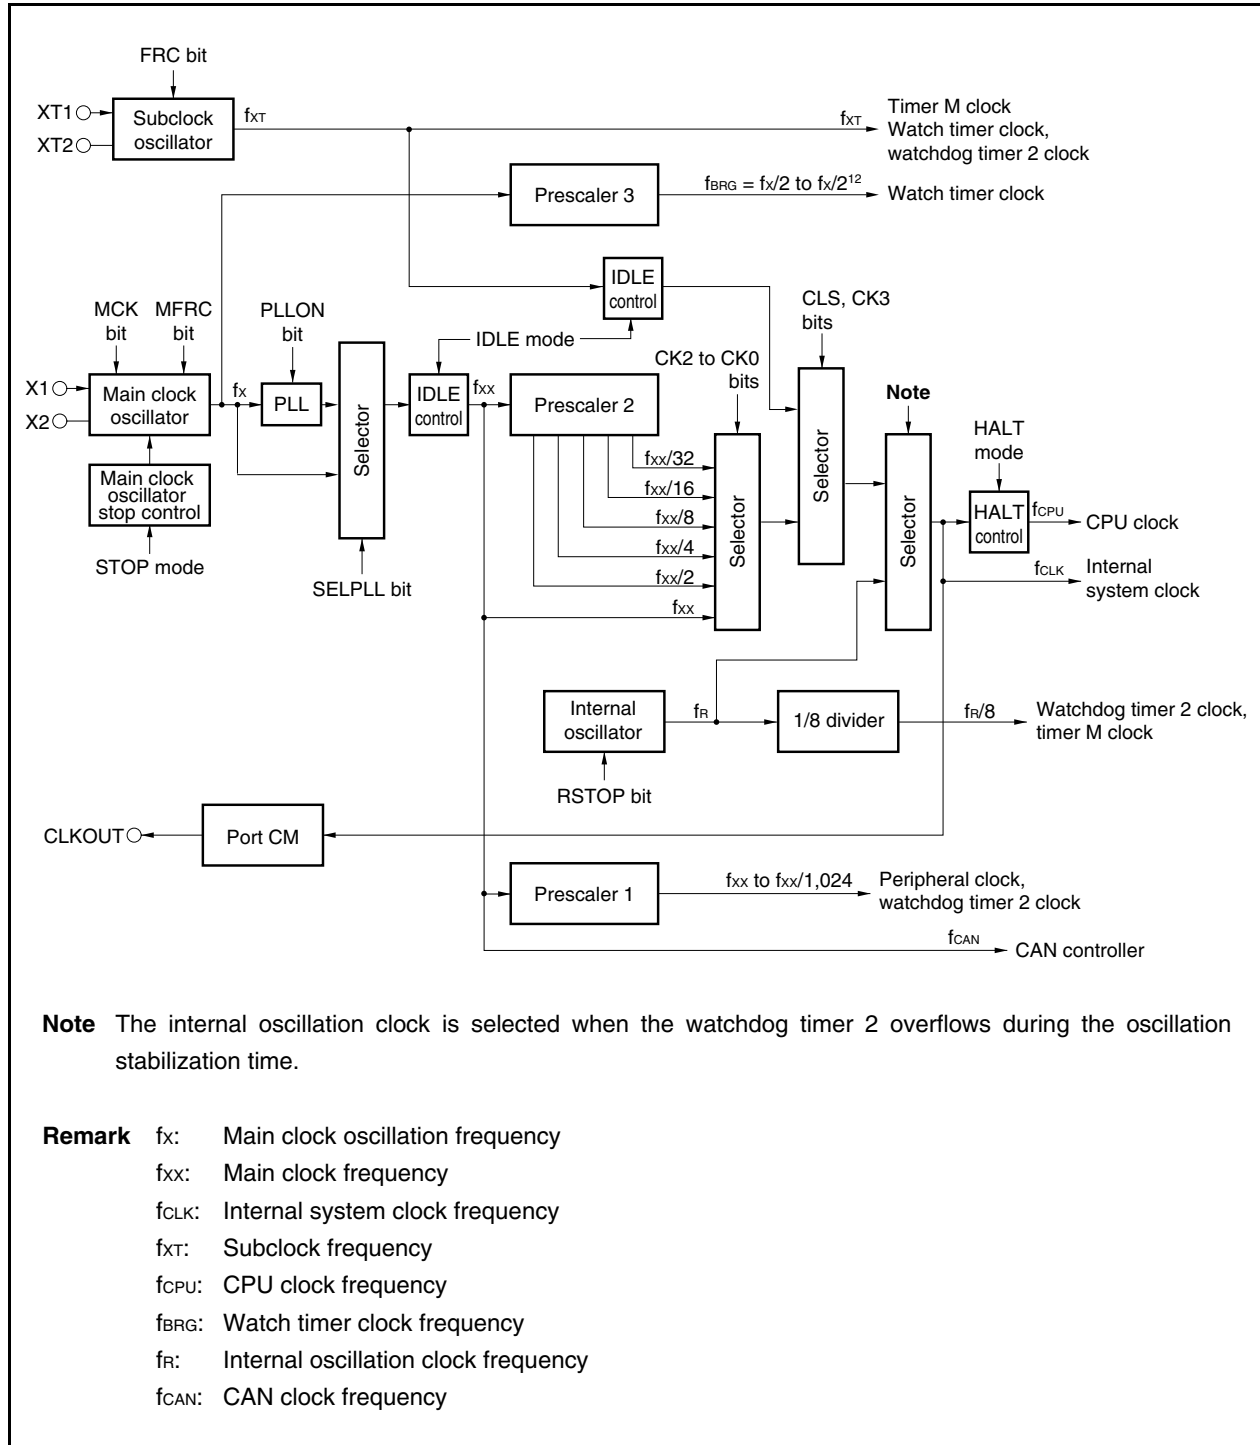 FRC bit
XT1
XT2
Subclock
oscillator
fXT
fXT
Timer M clock
Watch timer clock,
watchdog timer 2 clock
Prescaler 3
fBRG = fX/2 to fX/2^12
Watch timer clock
IDLE
control
MCK
bit
MFRC
bit
PLLON
bit
IDLE mode
CLS, CK3
bits
CK2 to CK0
bits
X1
X2
Main clock
oscillator
fX
PLL
Selector
IDLE
control
fXX
Prescaler 2
Note
HALT
mode
Main clock
oscillator
stop control
STOP mode
SELPLL bit
fXX/32
fXX/16
fXX/8
fXX/4
fXX/2
fXX
Selector
Selector
Selector
HALT
control
fCPU
CPU clock
fCLK
Internal
system clock
Internal
oscillator
fR
1/8 divider
fR/8
Watchdog timer 2 clock,
timer M clock
RSTOP bit
CLKOUT
Port CM
Prescaler 1
fXX to fXX/1,024
Peripheral clock,
watchdog timer 2 clock
fCAN
CAN controller
Note The internal oscillation clock is selected when the watchdog timer 2 overflows during the oscillation
stabilization time.
Remark fX: Main clock oscillation frequency
fXX: Main clock frequency
fCLK: Internal system clock frequency
fXT: Subclock frequency
fCPU: CPU clock frequency
fBRG: Watch timer clock frequency
fR: Internal oscillation clock frequency
fCAN: CAN clock frequency